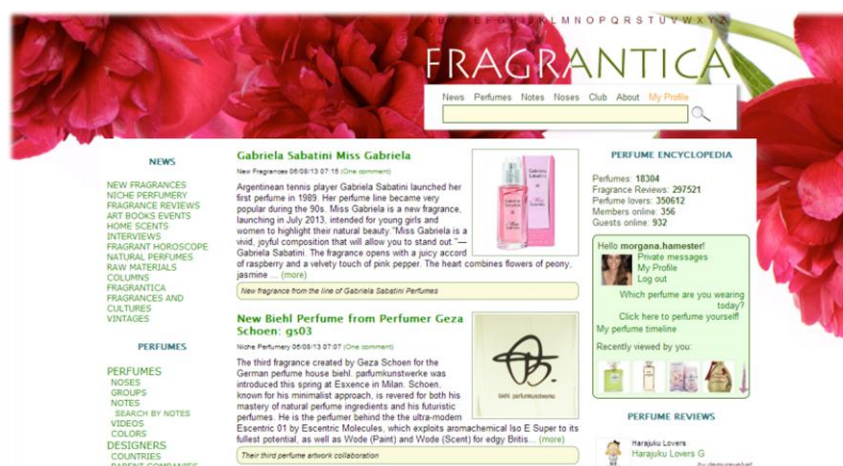 A B C D E F G H I J K L M N O P Q R S T U V W X Y Z
FRAGRANTICA
News Perfumes Notes Noses Club About My Profile
NEWS
NEW FRAGRANCES
NICHE PERFUMERY
FRAGRANCE REVIEWS
ART BOOKS EVENTS
HOME SCENTS
INTERVIEWS
FRAGRANT HOROSCOPE
NATURAL PERFUMES
RAW MATERIALS
COLUMNS
FRAGRANTICA
FRAGRANCES AND
CULTURES
VINTAGES
PERFUMES
PERFUMES
NOSES
GROUPS
NOTES
SEARCH BY NOTES
VIDEOS
COLORS
DESIGNERS
COUNTRIES
PARENT COMPANIES
Gabriela Sabatini Miss Gabriela
New Fragrances 06/08/13 07:15 (One comment)
Argentinean tennis player Gabriela Sabatini launched her
first perfume in 1989. Her perfume line became very
popular during the 90s. Miss Gabriela is a new fragrance,
launching in July 2013, intended for young girls and
women to highlight their natural beauty. "Miss Gabriela is a
vivid, joyful composition that will allow you to stand out."—
Gabriela Sabatini. The fragrance opens with a juicy accord
of raspberry and a velvety touch of pink pepper. The heart combines flowers of peony,
jasmine ... (more)
New fragrance from the line of Gabriela Sabatini Perfumes
New Biehl Perfume from Perfumer Geza
Schoen: gs03
Niche Perfumery 06/08/13 07:07 (One comment)
The third fragrance created by Geza Schoen for the
German perfume house biehl. parfumkunstwerke was
introduced this spring at Esxence in Milan. Schoen,
known for his minimalist approach, is revered for both his
mastery of natural perfume ingredients and his futuristic
perfumes. He is the perfumer behind the the ultra-modern
Escentric 01 by Escentric Molecules, which exploits aromachemical Iso E Super to its
fullest potential, as well as Wode (Paint) and Wode (Scent) for edgy Britis... (more)
Their third perfume artwork collaboration
biehl. parfumkunstwerke
PERFUME ENCYCLOPEDIA
Perfumes: 18304
Fragrance Reviews: 297521
Perfume lovers: 350612
Members online: 356
Guests online: 932
Hello morgana.hamester!
Private messages
My Profile
Log out
Which perfume are you wearing
today?
Click here to perfume yourself!
My perfume timeline
Recently viewed by you:
PERFUME REVIEWS
Harajuku Lovers
Harajuku Lovers G